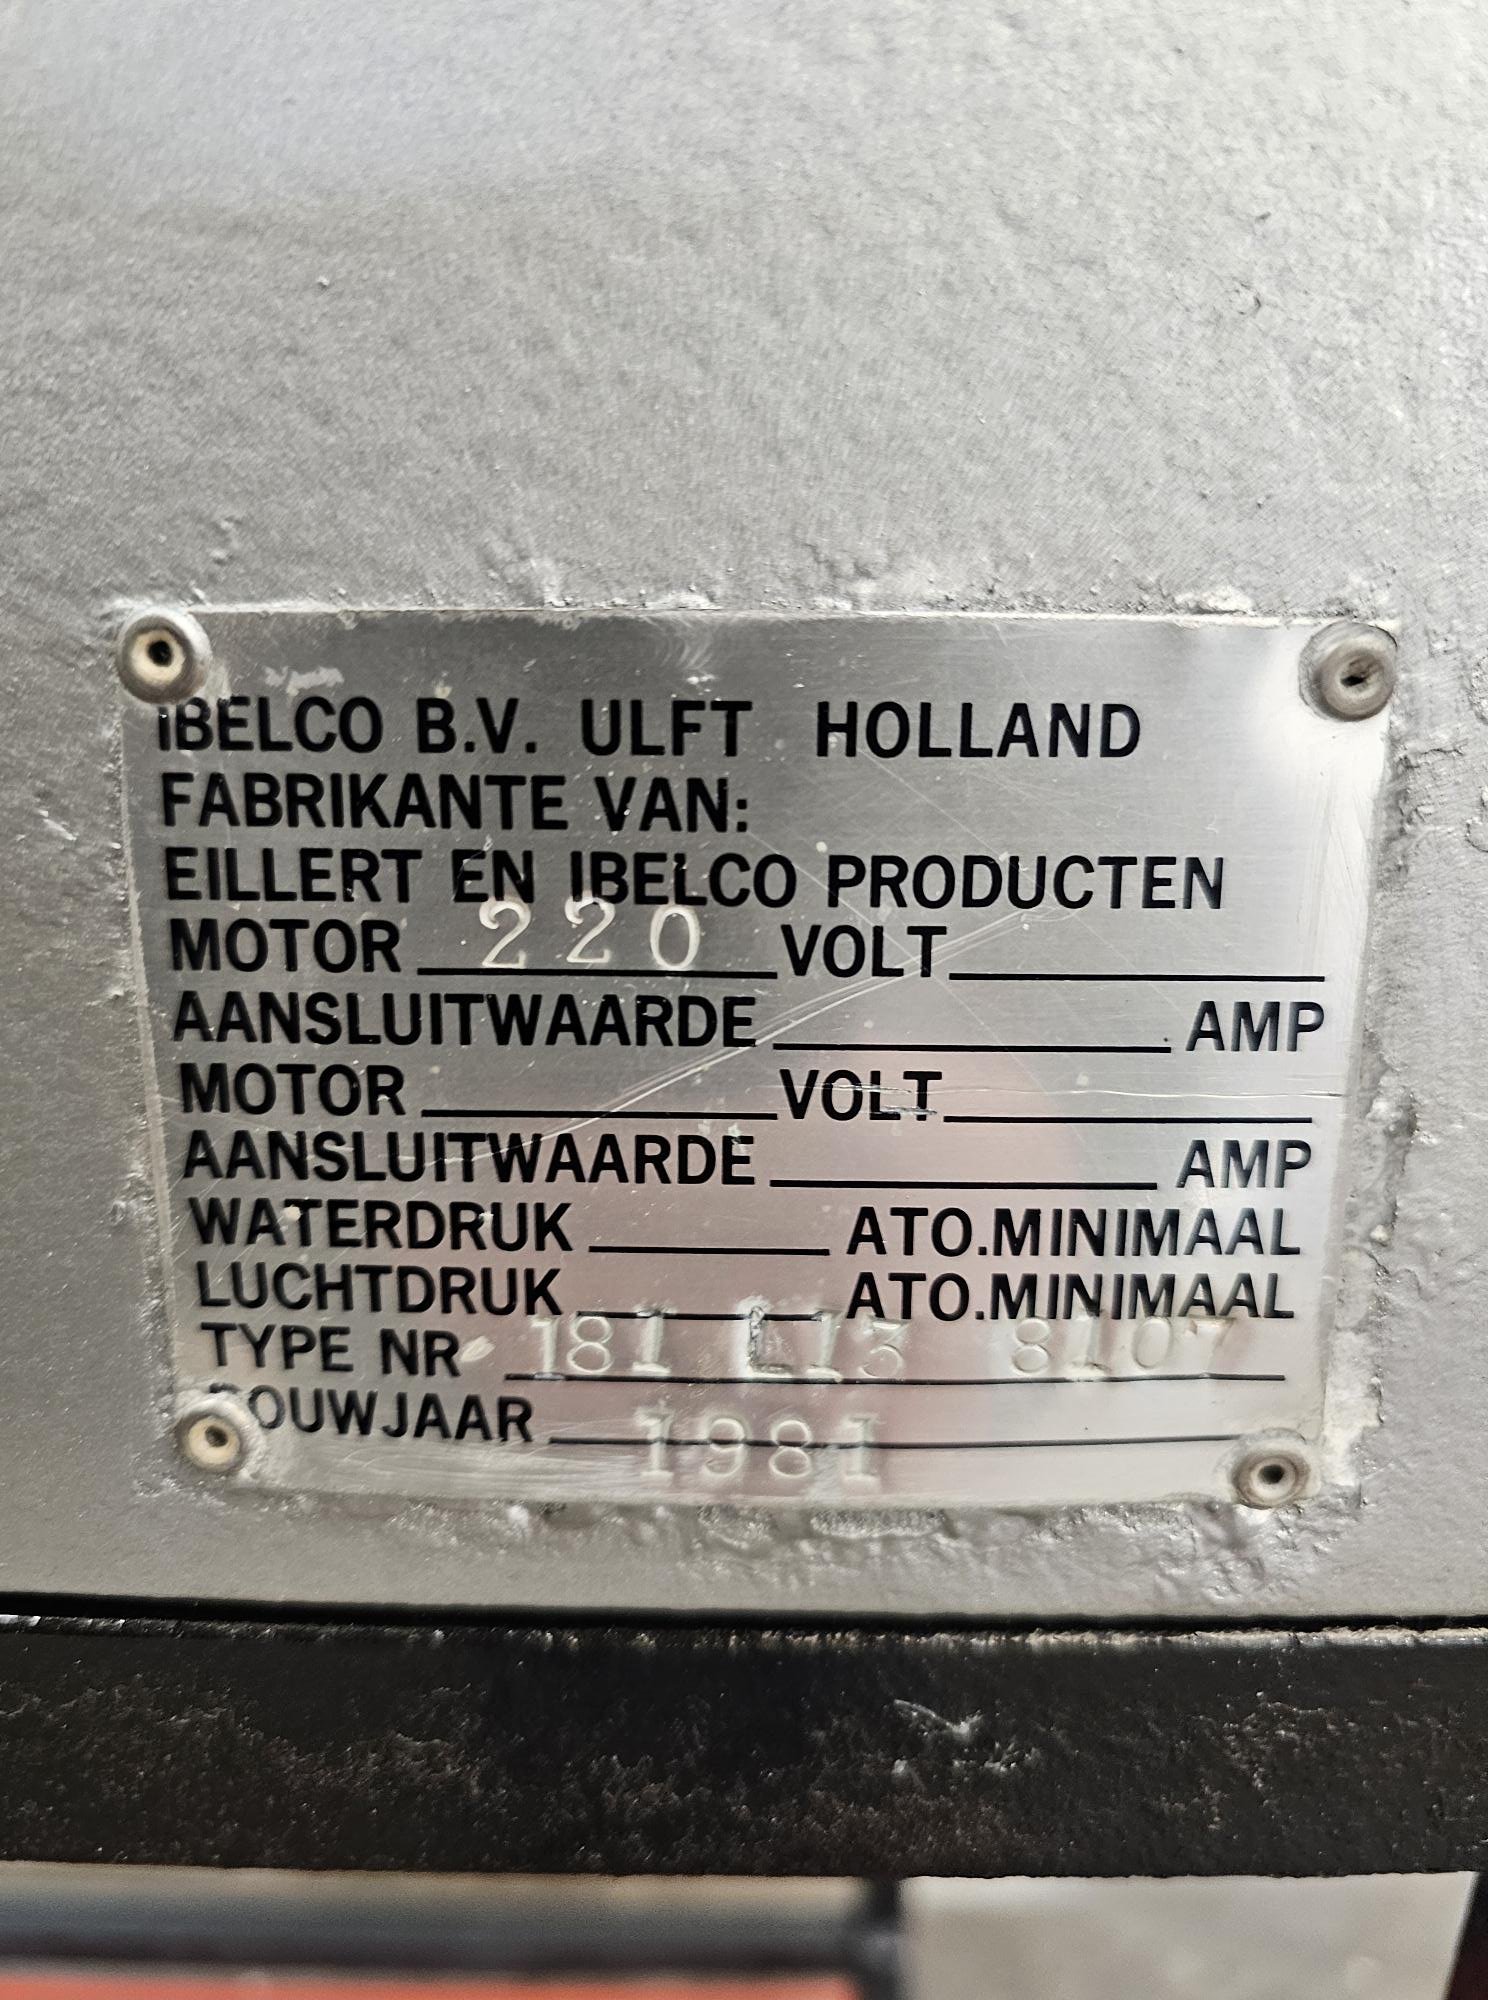 IBELCO B.V. ULFT HOLLAND
FABRIKANTE VAN:
EILLERT EN IBELCO PRODUCTEN
MOTOR 220 VOLT
AANSLUITWAARDE AMP
MOTOR VOLT
AANSLUITWAARDE AMP
WATERDRUK ATO.MINIMAAL
LUCHTDRUK ATO.MINIMAAL
TYPE NR 181 L13 8107
BOUWJAAR 1981